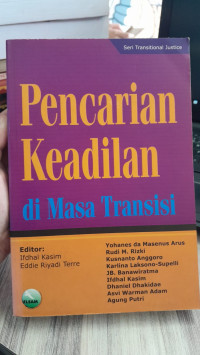 Seri Transitional Justice
Pencarian
Keadilan
di Masa Transisi
Editor:
Ifdhal Kasim
Eddie Riyadi Terre
Yohanes da Masenus Arus
Rudi M. Rizki
Kusnanto Anggoro
Karlina Laksono-Supelli
JB. Banawiratma
Ifdhal Kasim
Dhaniel Dhakidae
Asvi Warman Adam
Agung Putri
ELSAM